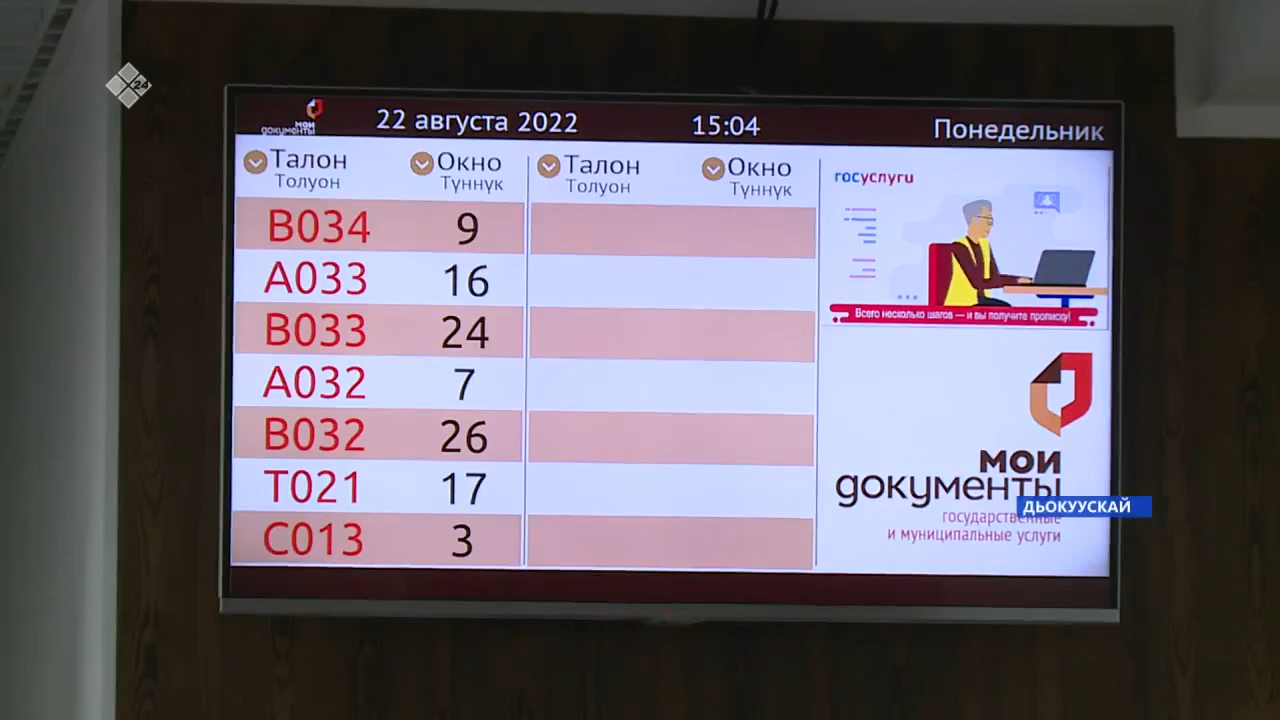 24
мои
документы
22 августа 2022
15:04
Понедельник
Талон Окно Талон Окно
Толуон Түннүк Толуон Түннүк
B034 9
A033 16
B033 24
A032 7
B032 26
T021 17
C013 3
госуслуги
Всего несколько шагов — и вы получите прописку!
мои
документы
ДЬОКУУСКАЙ
государственные
и муниципальные услуги